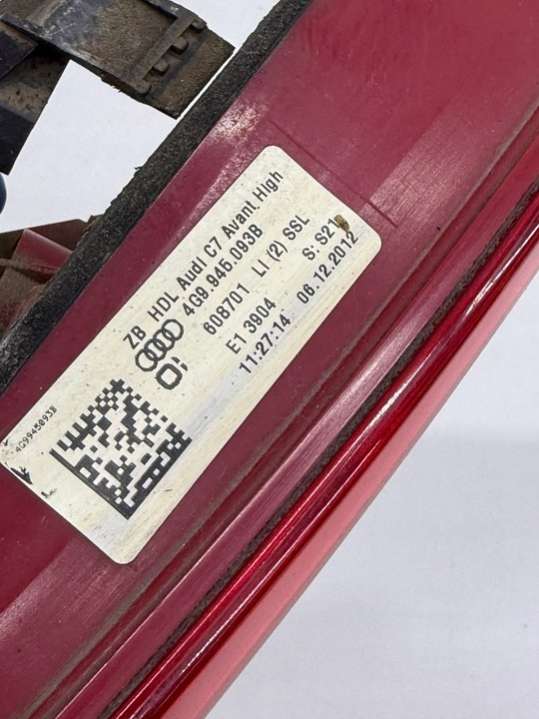 ZB HDL Audi C7 Avant High
4G9.945.093B
608701 LI (2) SSL
E1 3904 S: S21
11:27:14 06.12.2012
4G9945093B